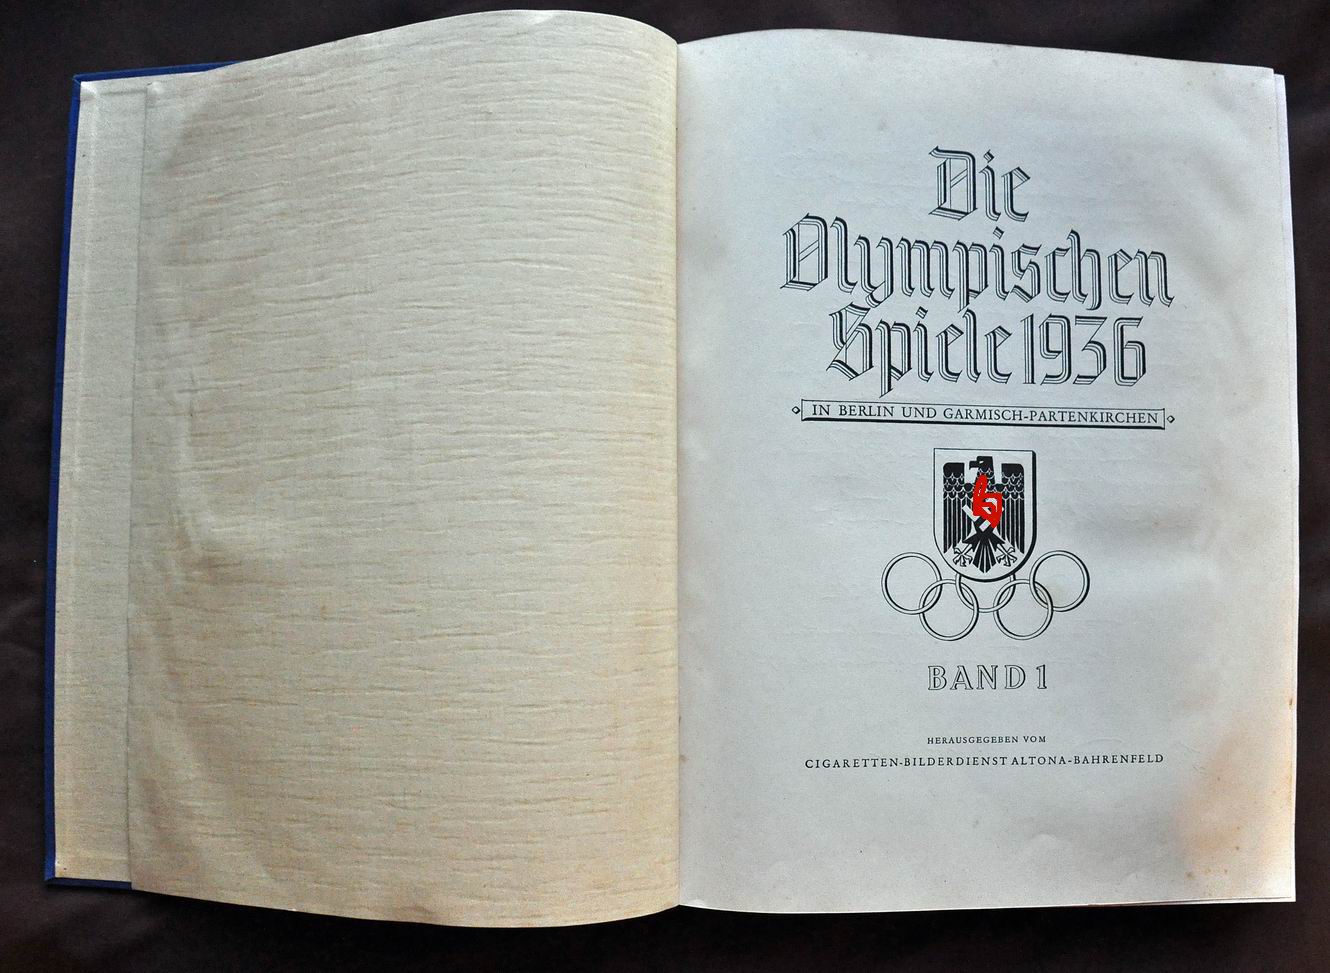 Die
Olympischen
Spiele 1936
IN BERLIN UND GARMISCH-PARTENKIRCHEN
BAND 1
HERAUSGEGEBEN VOM
CIGARETTEN-BILDERDIENST ALTONA-BAHRENFELD